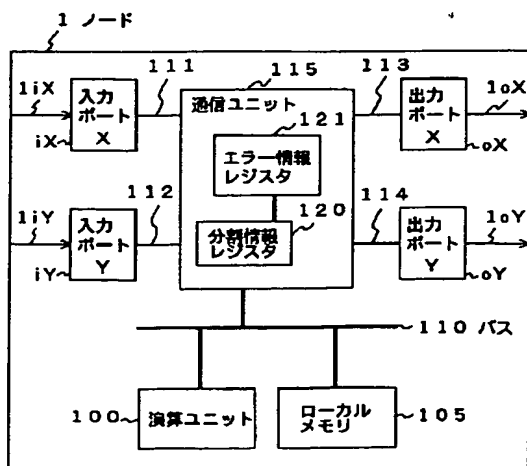 1 ノード
1iX
入力
ポート
X
iX
111
115
通信ユニット
121
エラー情報
レジスタ
120
分割情報
レジスタ
113
出力
ポート
X
1oX
oX
1iY
入力
ポート
Y
iY
112
114
出力
ポート
Y
1oY
oY
110 バス
100
演算ユニット
ローカル
メモリ
105